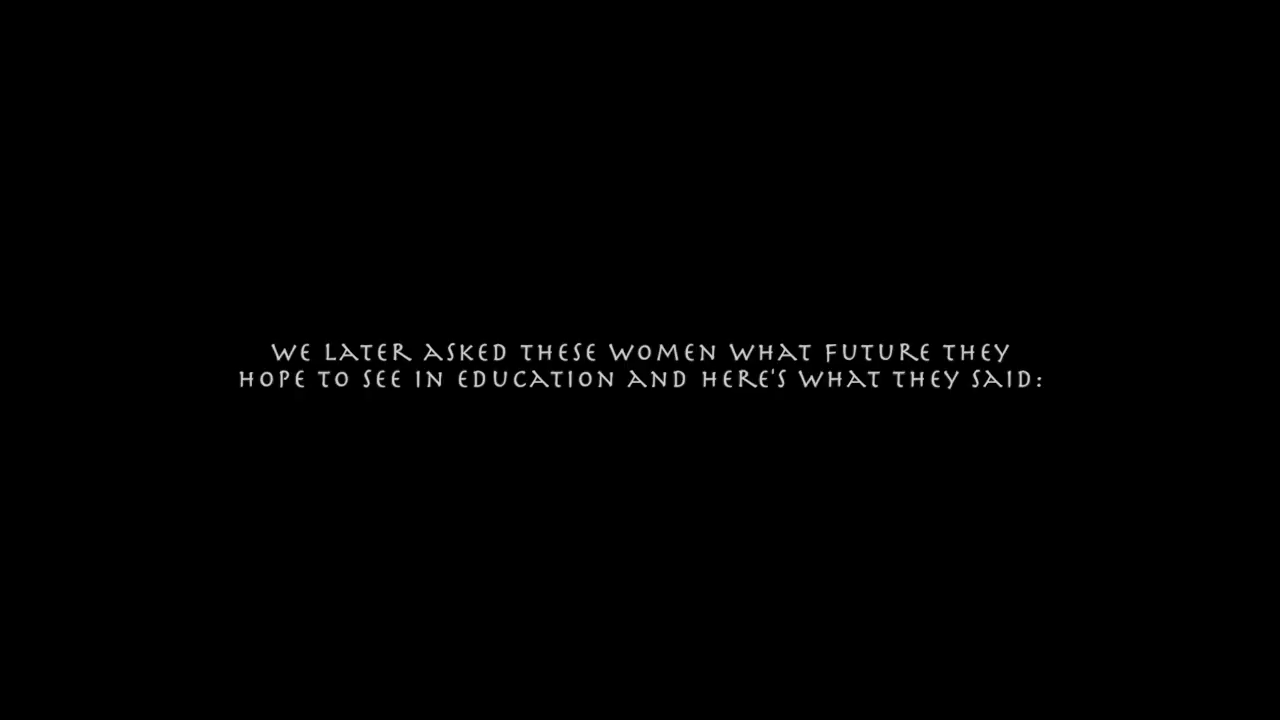 WE LATER ASKED THESE WOMEN WHAT FUTURE THEY
HOPE TO SEE IN EDUCATION AND HERE'S WHAT THEY SAID: